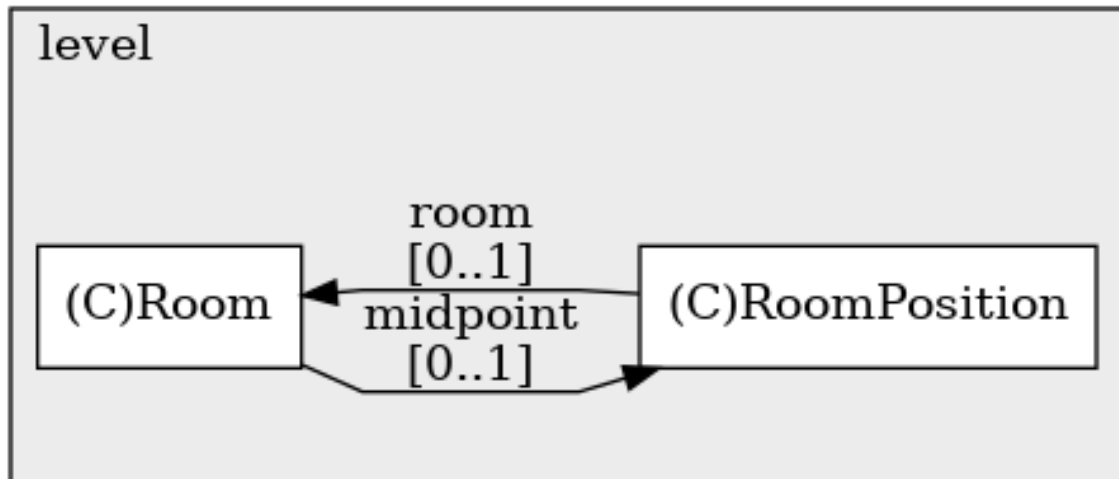 level
room
[0..1]
(C)Room
(C)RoomPosition
midpoint
[0..1]